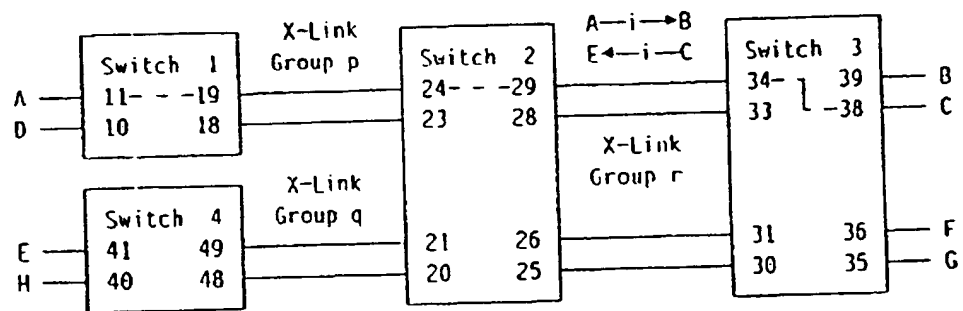 X-Link
Group p
A—i→B
E←i—C
Switch 1
A 11- - -19
D 10 18
Switch 2
24- - -29
23 28
Switch 3
34- 39 B
33 -38 C
X-Link
Group q
X-Link
Group r
Switch 4
E 41 49
H 40 48
21 26
20 25
31 36 F
30 35 G